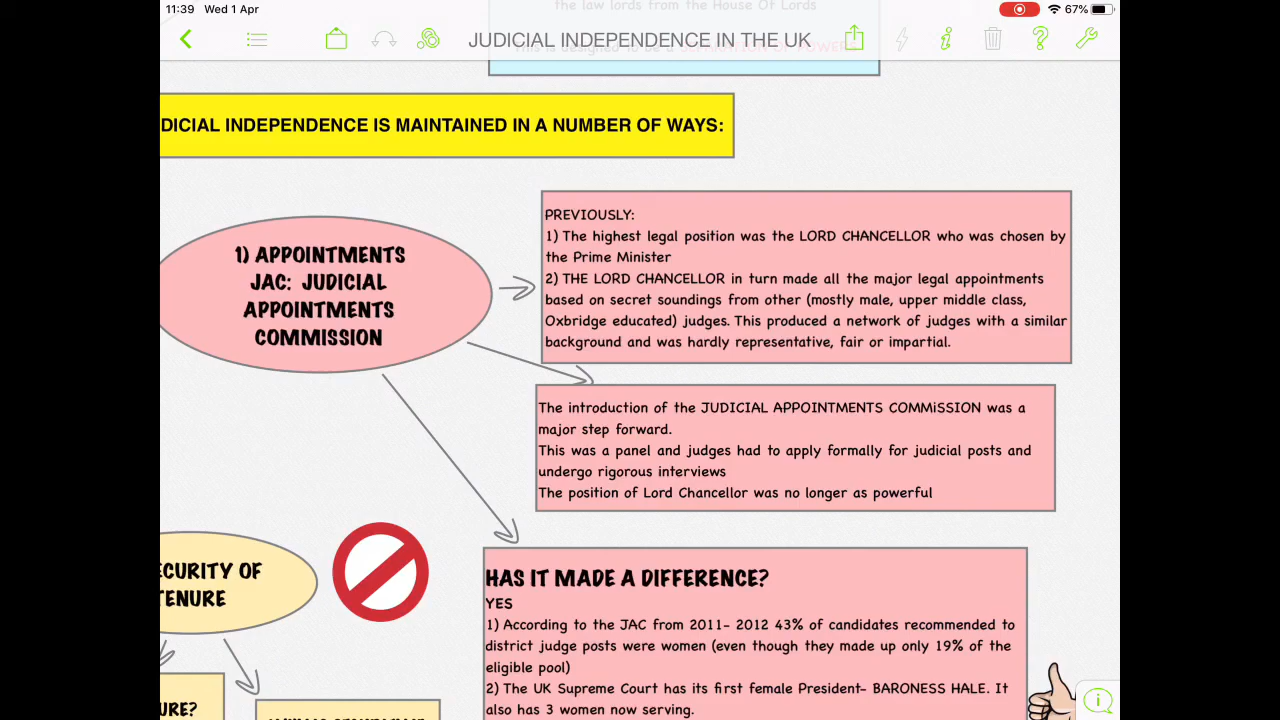 11:39 Wed 1 Apr
67%
the law lords from the House Of Lords
JUDICIAL INDEPENDENCE IN THE UK
DICIAL INDEPENDENCE IS MAINTAINED IN A NUMBER OF WAYS:
1) APPOINTMENTS
JAC: JUDICIAL
APPOINTMENTS
COMMISSION
PREVIOUSLY:
1) The highest legal position was the LORD CHANCELLOR who was chosen by
the Prime Minister
2) THE LORD CHANCELLOR in turn made all the major legal appointments
based on secret soundings from other (mostly male, upper middle class,
Oxbridge educated) judges. This produced a network of judges with a similar
background and was hardly representative, fair or impartial.
The introduction of the JUDICIAL APPOINTMENTS COMMiSSION was a
major step forward.
This was a panel and judges had to apply formally for judicial posts and
undergo rigorous interviews
The position of Lord Chancellor was no longer as powerful
ECURITY OF
TENURE
HAS IT MADE A DIFFERENCE?
YES
1) According to the JAC from 2011- 2012 43% of candidates recommended to
district judge posts were women (even though they made up only 19% of the
eligible pool)
2) The UK Supreme Court has its first female President- BARONESS HALE. It
also has 3 women now serving.
URE?